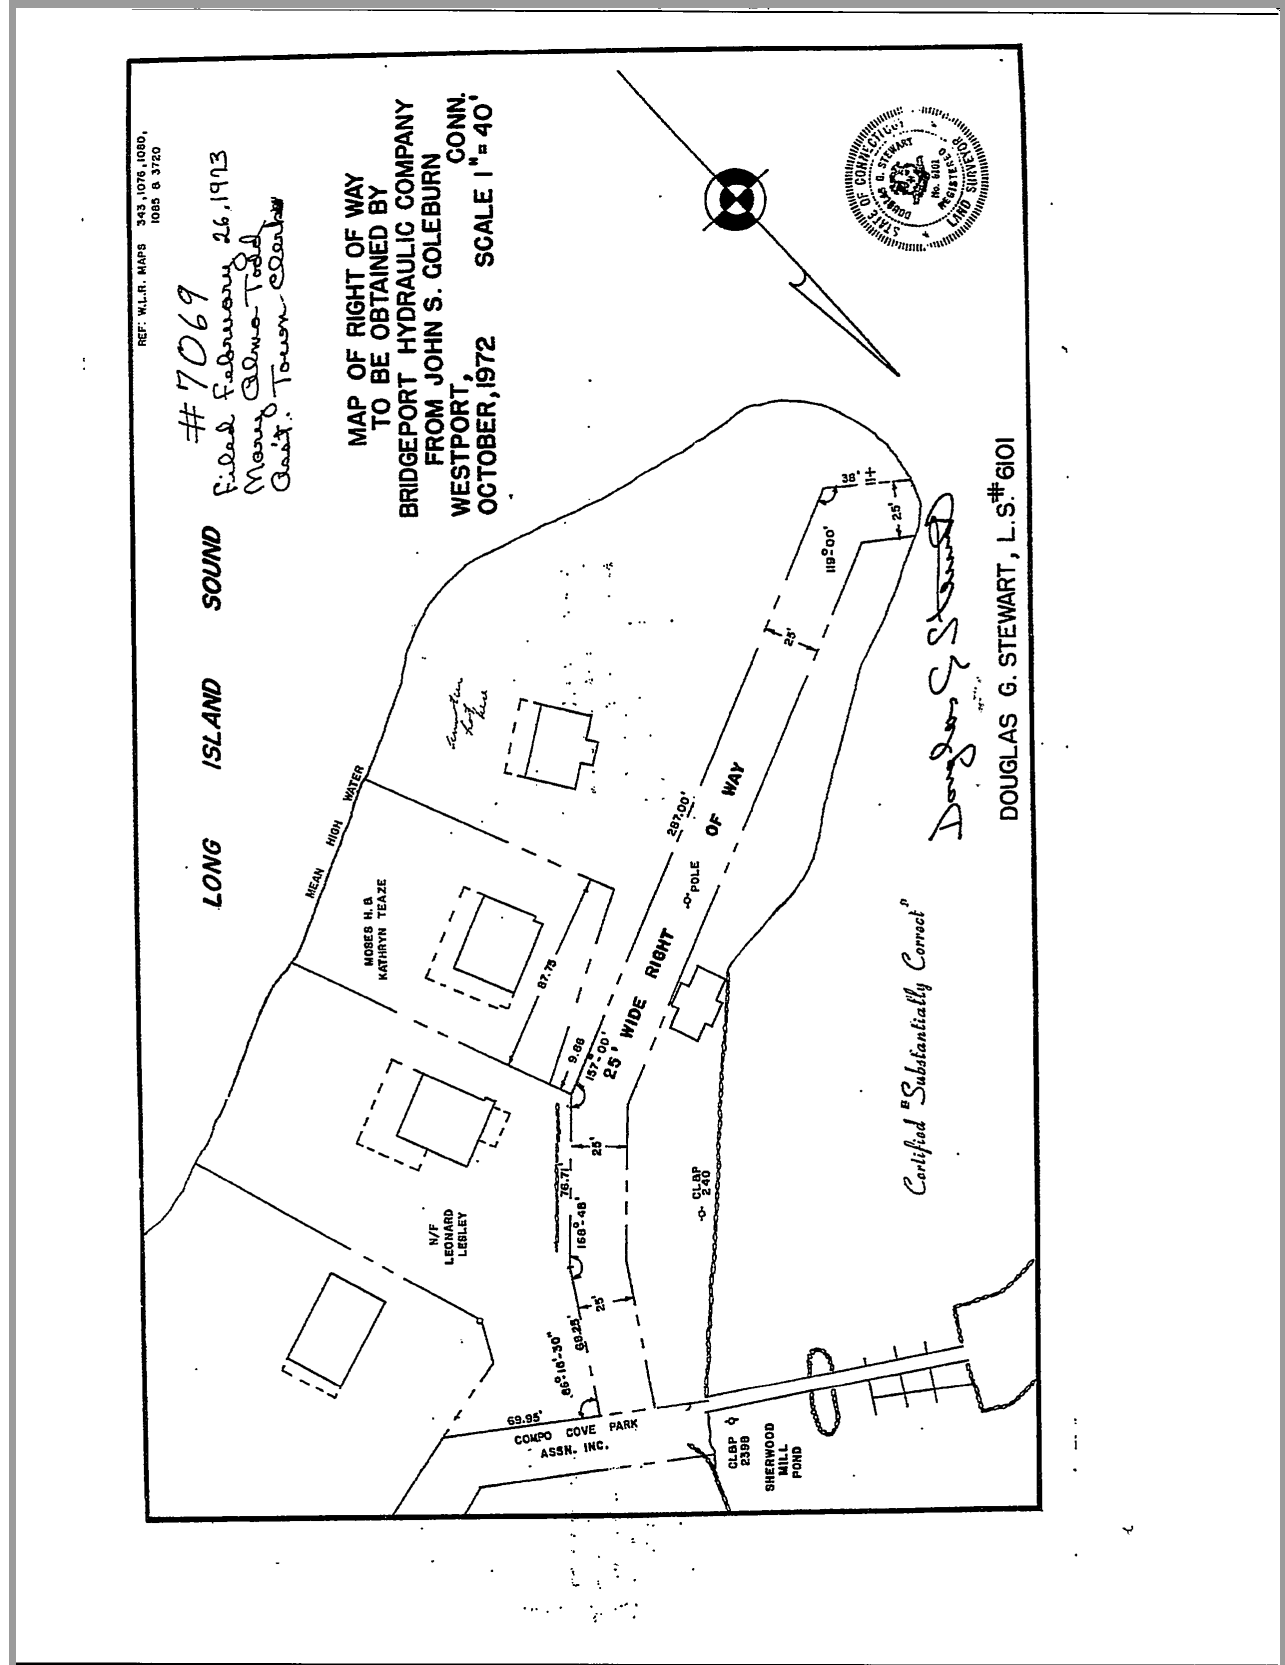 REF: W.L.R. MAPS 343, 1076, 1080,
1085 & 3720
#7069
Filed February 26, 1973
Mary Alma Todd
Ass't. Town Clerk
MAP OF RIGHT OF WAY
TO BE OBTAINED BY
BRIDGEPORT HYDRAULIC COMPANY
FROM JOHN S. GOLEBURN
WESTPORT, CONN.
OCTOBER, 1972 SCALE 1" = 40'
STATE OF CONNECTICUT
DOUGLAS G. STEWART
No. 6101
REGISTERED
LAND SURVEYOR
LONG ISLAND SOUND
MEAN HIGH WATER
MOSES H. &
KATHRYN TEAZE
N/F
LEONARD
LESLEY
38' ±
25'
119°00'
25'
287.00'
25' WIDE RIGHT OF WAY
POLE
87.75
9.88
157°-00'
25'
76.71'
168°-48'
25'
68.25'
86°16'-30"
69.95'
COMPO COVE PARK
ASSN. INC.
CL&P
240
CL&P
2398
SHERWOOD
MILL
POND
Certified "Substantially Correct"
Douglas G Stewart
DOUGLAS G. STEWART, L.S.#6101